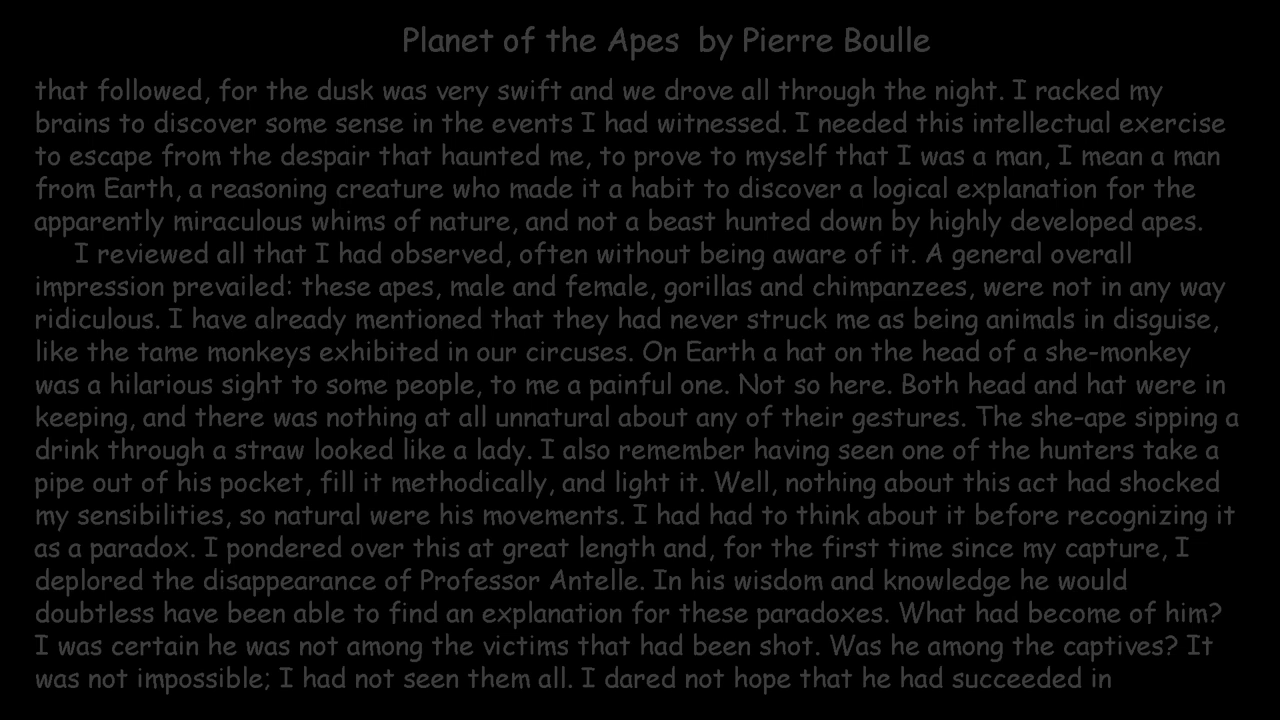 Planet of the Apes by Pierre Boulle
that followed, for the dusk was very swift and we drove all through the night. I racked my
brains to discover some sense in the events I had witnessed. I needed this intellectual exercise
to escape from the despair that haunted me, to prove to myself that I was a man, I mean a man
from Earth, a reasoning creature who made it a habit to discover a logical explanation for the
apparently miraculous whims of nature, and not a beast hunted down by highly developed apes.
I reviewed all that I had observed, often without being aware of it. A general overall
impression prevailed: these apes, male and female, gorillas and chimpanzees, were not in any way
ridiculous. I have already mentioned that they had never struck me as being animals in disguise,
like the tame monkeys exhibited in our circuses. On Earth a hat on the head of a she-monkey
was a hilarious sight to some people, to me a painful one. Not so here. Both head and hat were in
keeping, and there was nothing at all unnatural about any of their gestures. The she-ape sipping a
drink through a straw looked like a lady. I also remember having seen one of the hunters take a
pipe out of his pocket, fill it methodically, and light it. Well, nothing about this act had shocked
my sensibilities, so natural were his movements. I had had to think about it before recognizing it
as a paradox. I pondered over this at great length and, for the first time since my capture, I
deplored the disappearance of Professor Antelle. In his wisdom and knowledge he would
doubtless have been able to find an explanation for these paradoxes. What had become of him?
I was certain he was not among the victims that had been shot. Was he among the captives? It
was not impossible; I had not seen them all. I dared not hope that he had succeeded in